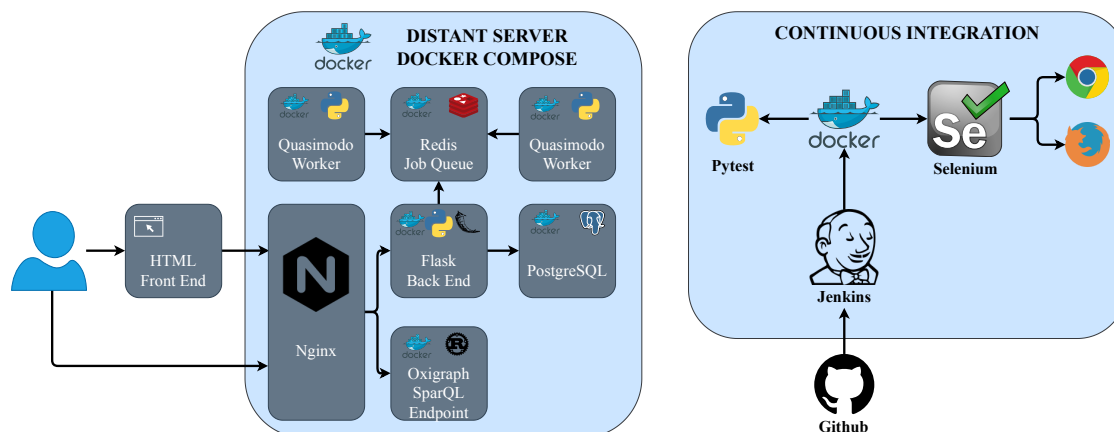 DISTANT SERVER
DOCKER COMPOSE
docker
docker
Quasimodo
Worker
docker
Redis
Job Queue
docker
Quasimodo
Worker
HTML
Front End
N
Nginx
docker
Flask
Back End
docker
PostgreSQL
docker
R
Oxigraph
SparQL
Endpoint
CONTINUOUS INTEGRATION
Pytest
docker
Se
Selenium
Jenkins
Github